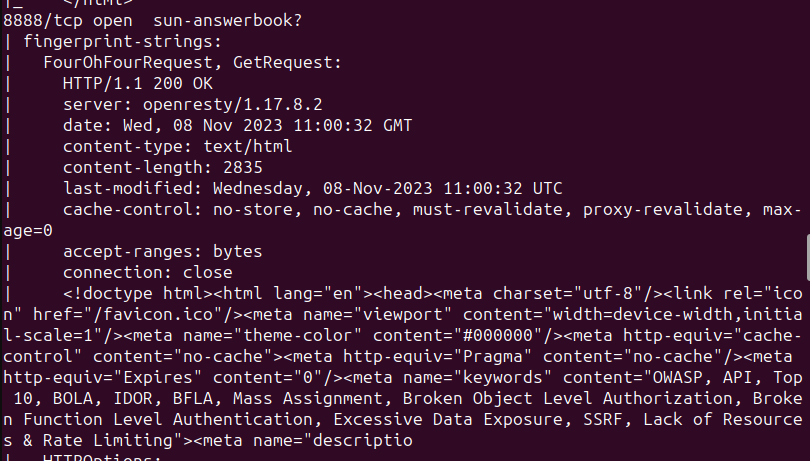 |_    </html>
8888/tcp open  sun-answerbook?
| fingerprint-strings:
|   FourOhFourRequest, GetRequest:
|     HTTP/1.1 200 OK
|     server: openresty/1.17.8.2
|     date: Wed, 08 Nov 2023 11:00:32 GMT
|     content-type: text/html
|     content-length: 2835
|     last-modified: Wednesday, 08-Nov-2023 11:00:32 UTC
|     cache-control: no-store, no-cache, must-revalidate, proxy-revalidate, max-
age=0
|     accept-ranges: bytes
|     connection: close
|     <!doctype html><html lang="en"><head><meta charset="utf-8"/><link rel="ico
n" href="/favicon.ico"/><meta name="viewport" content="width=device-width,initia
l-scale=1"/><meta name="theme-color" content="#000000"/><meta http-equiv="cache-
control" content="no-cache"><meta http-equiv="Pragma" content="no-cache"/><meta
http-equiv="Expires" content="0"/><meta name="keywords" content="OWASP, API, Top
 10, BOLA, IDOR, BFLA, Mass Assignment, Broken Object Level Authorization, Broke
n Function Level Authentication, Excessive Data Exposure, SSRF, Lack of Resource
s & Rate Limiting"><meta name="descriptio
|   HTTPOptions: